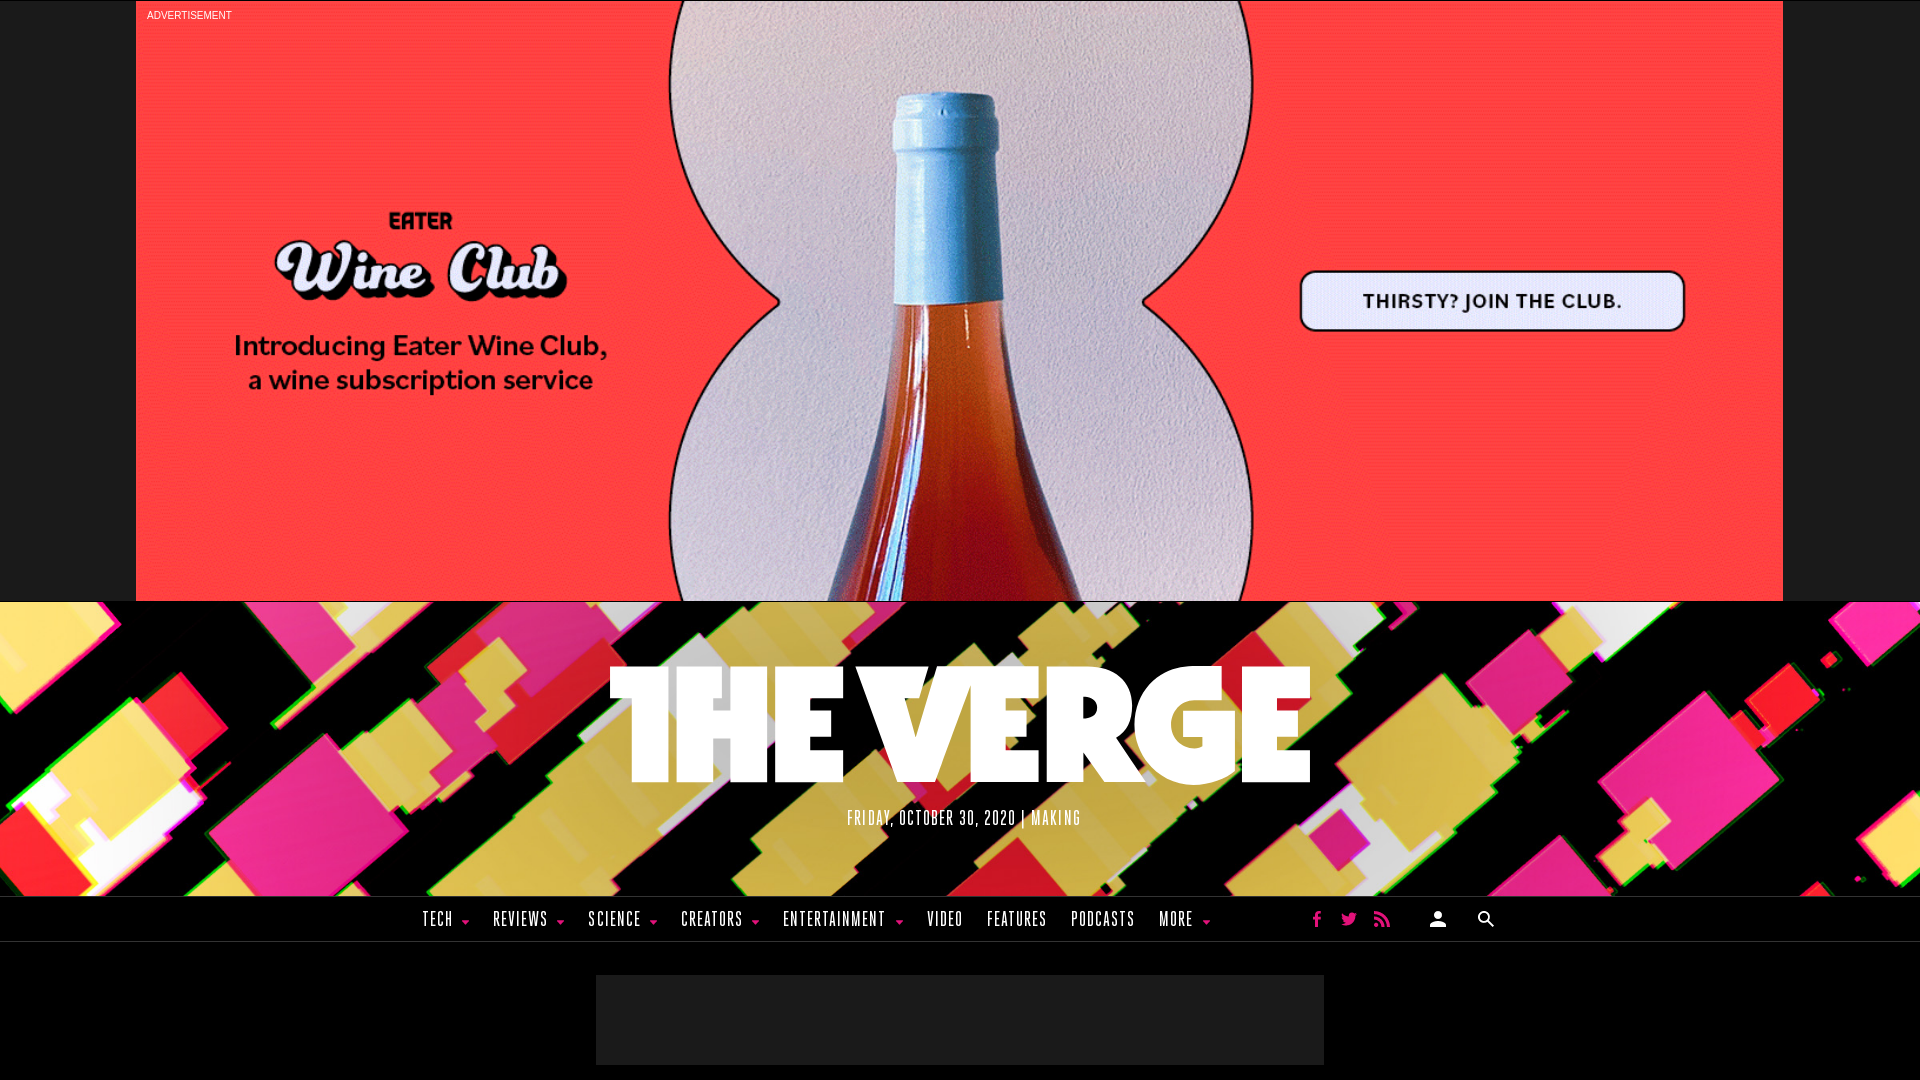 ADVERTISEMENT
EATER
Wine Club
Introducing Eater Wine Club,
a wine subscription service
THIRSTY? JOIN THE CLUB.
THE VERGE
FRIDAY, OCTOBER 30, 2020 | MAKING
TECH REVIEWS SCIENCE CREATORS ENTERTAINMENT VIDEO FEATURES PODCASTS MORE